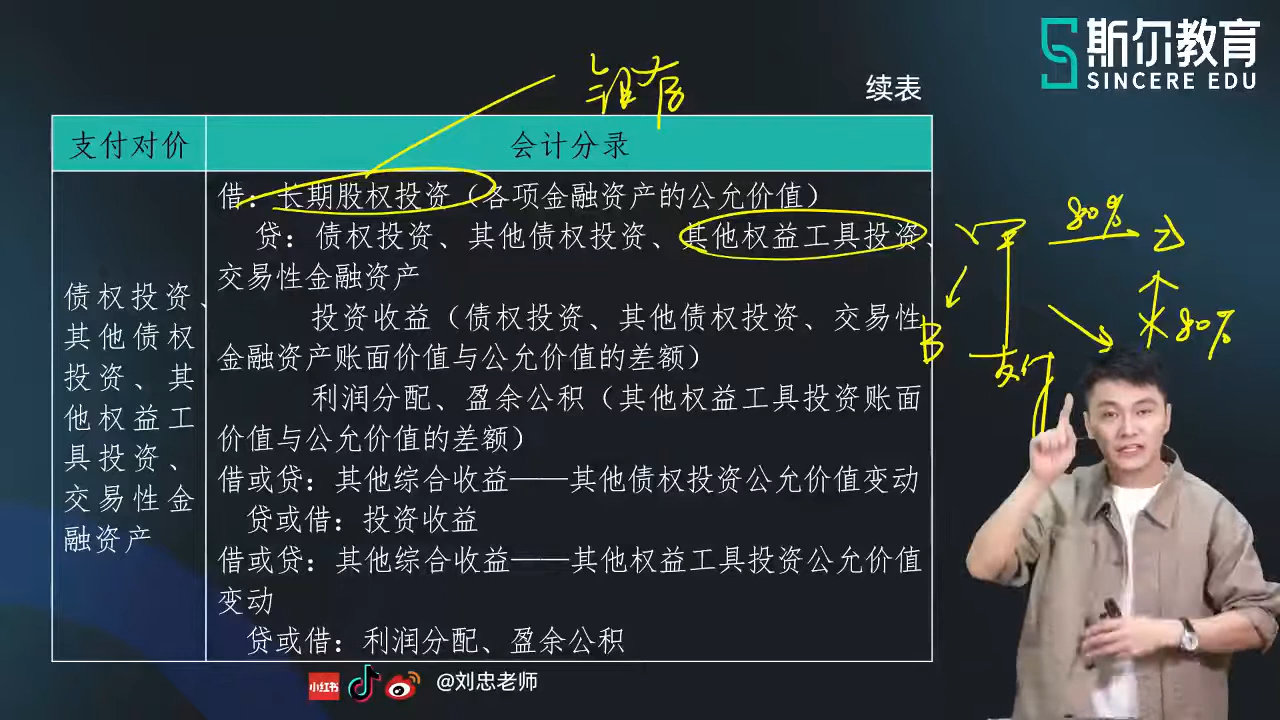 斯尔教育
SINCERE EDU
续表
支付对价
会计分录
债权投资、
其他债权
投资、其
他权益工
具投资、
交易性金
融资产
借：长期股权投资（各项金融资产的公允价值）
贷：债权投资、其他债权投资、其他权益工具投资、
交易性金融资产
投资收益（债权投资、其他债权投资、交易性
金融资产账面价值与公允价值的差额）
利润分配、盈余公积（其他权益工具投资账面
价值与公允价值的差额）
借或贷：其他综合收益——其他债权投资公允价值变动
贷或借：投资收益
借或贷：其他综合收益——其他权益工具投资公允价值
变动
贷或借：利润分配、盈余公积
80%
80%
B
支付
小红书
@刘忠老师